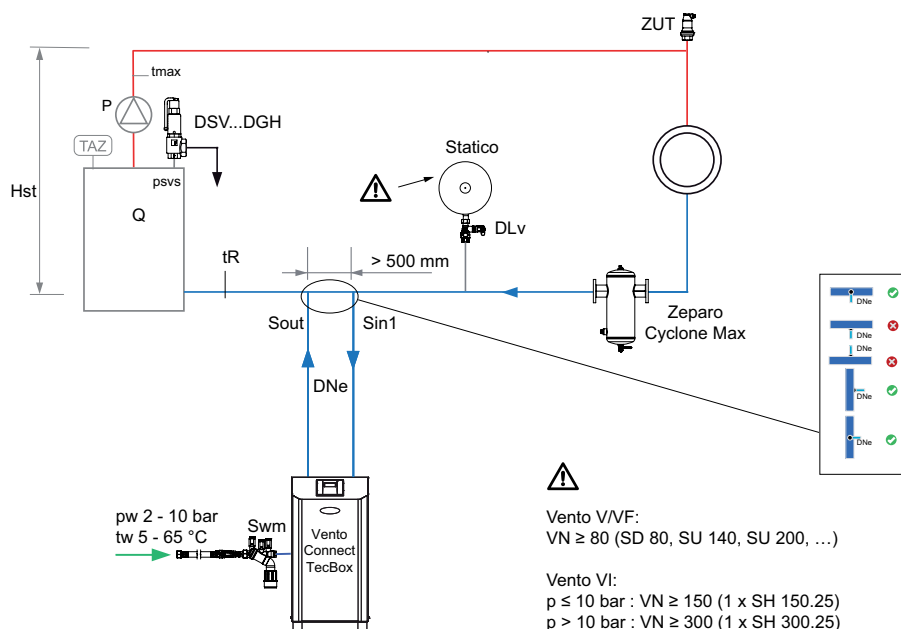 ZUT
tmax
P
DSV...DGH
TAZ
Statico
psvs
Hst
Q
DLv
tR
> 500 mm
Sout
Sin1
Zeparo
Cyclone Max
DNe
DNe
DNe
DNe
DNe
DNe
pw 2 - 10 bar
tw 5 - 65 °C
Swm
Vento
Connect
TecBox
Vento V/VF:
VN ≥ 80 (SD 80, SU 140, SU 200, …)
Vento VI:
p ≤ 10 bar : VN ≥ 150 (1 x SH 150.25)
p > 10 bar : VN ≥ 300 (1 x SH 300.25)